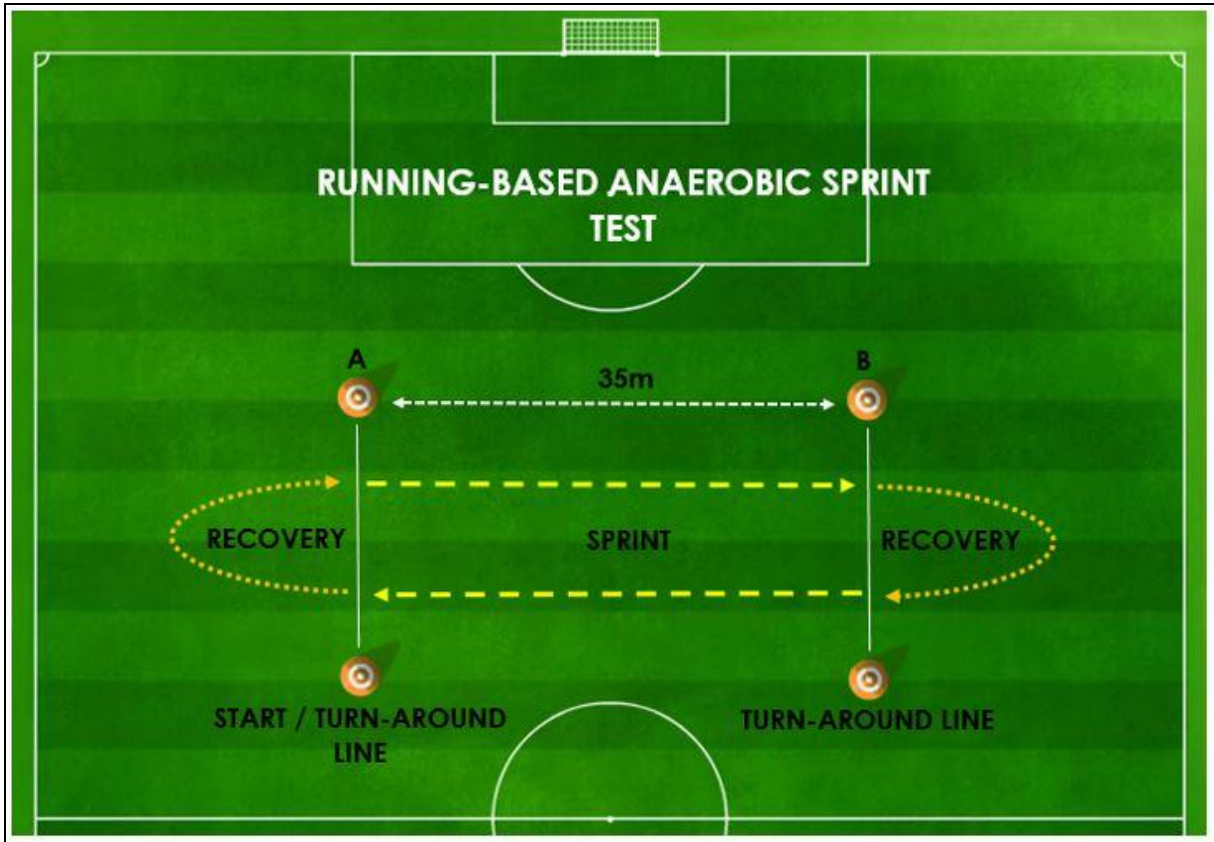 RUNNING-BASED ANAEROBIC SPRINT
TEST
A
B
35m
RECOVERY
SPRINT
RECOVERY
START / TURN-AROUND
LINE
TURN-AROUND LINE